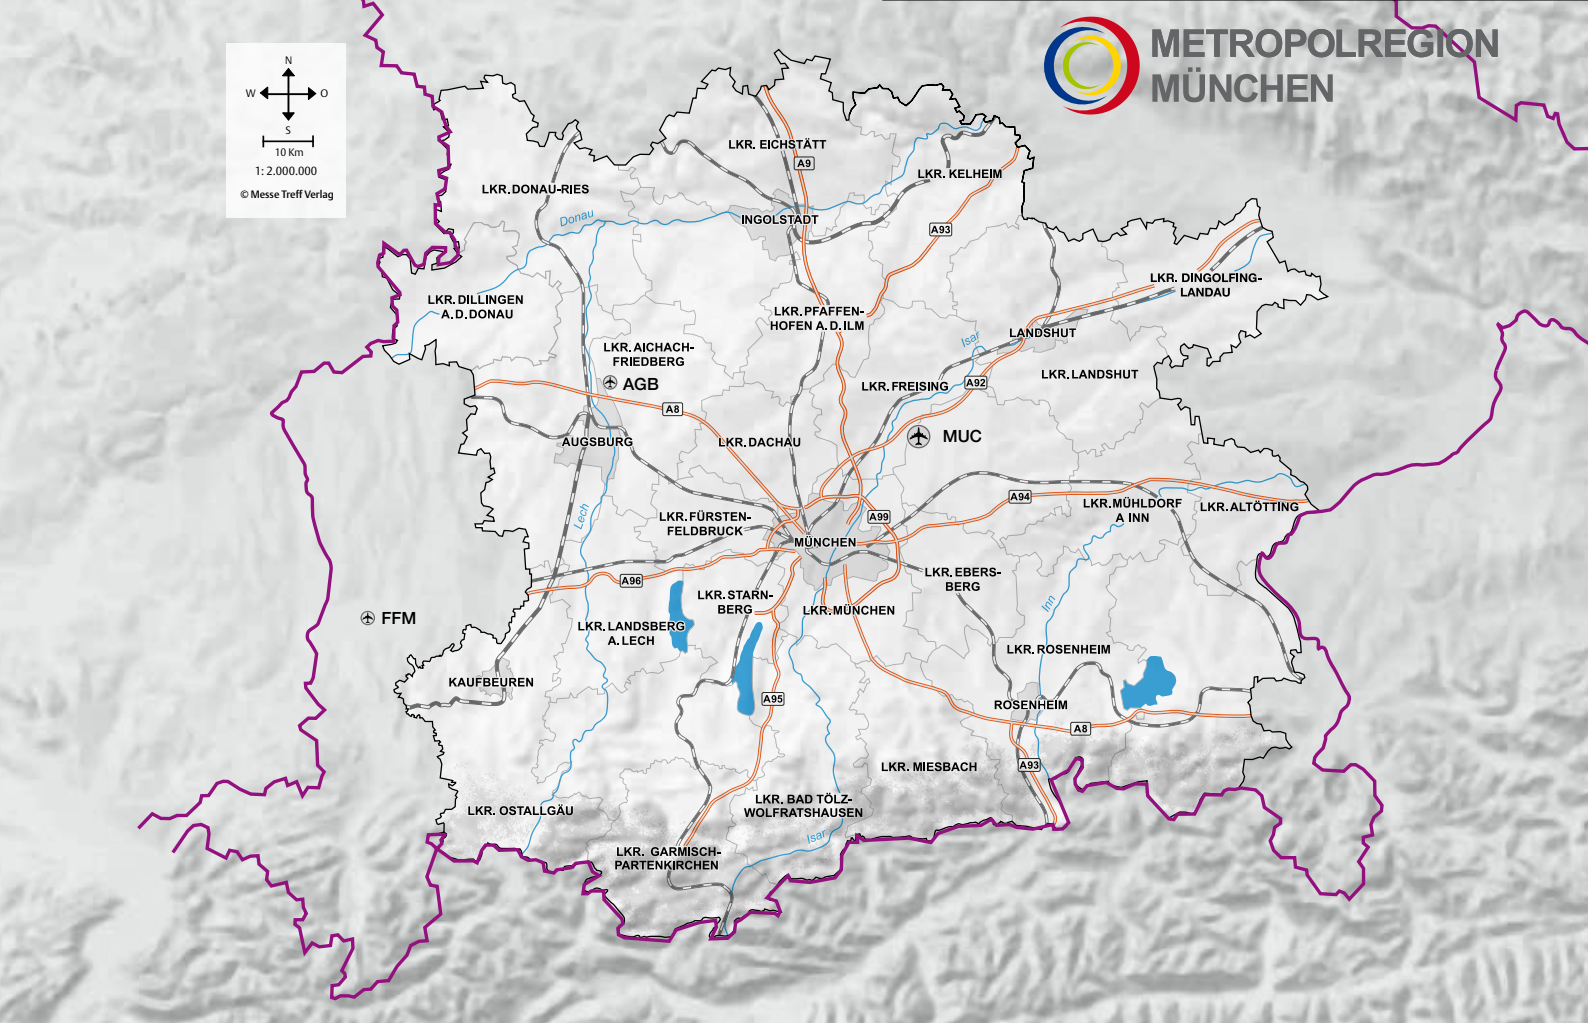 METROPOLREGION
MÜNCHEN
N
W
O
S
10 Km
1: 2.000.000
© Messe Treff Verlag
LKR. EICHSTÄTT
A9
LKR. KELHEIM
LKR. DONAU-RIES
Donau
INGOLSTADT
A93
LKR. DINGOLFING-
LANDAU
LKR. DILLINGEN
A. D. DONAU
LKR. PFAFFEN-
HOFEN A. D. ILM
LANDSHUT
Isar
LKR. AICHACH-
FRIEDBERG
AGB
LKR. FREISING
A92
LKR. LANDSHUT
A8
AUGSBURG
LKR. DACHAU
MUC
Lech
LKR. FÜRSTEN-
FELDBRUCK
A99
A94
LKR. MÜHLDORF
A INN
LKR. ALTÖTTING
MÜNCHEN
A96
LKR. EBERS-
BERG
LKR. STARN-
BERG
LKR. MÜNCHEN
Inn
FFM
LKR. LANDSBERG
A. LECH
LKR. ROSENHEIM
KAUFBEUREN
A95
ROSENHEIM
A8
LKR. MIESBACH
A93
LKR. OSTALLGÄU
LKR. BAD TÖLZ-
WOLFRATSHAUSEN
Isar
LKR. GARMISCH-
PARTENKIRCHEN